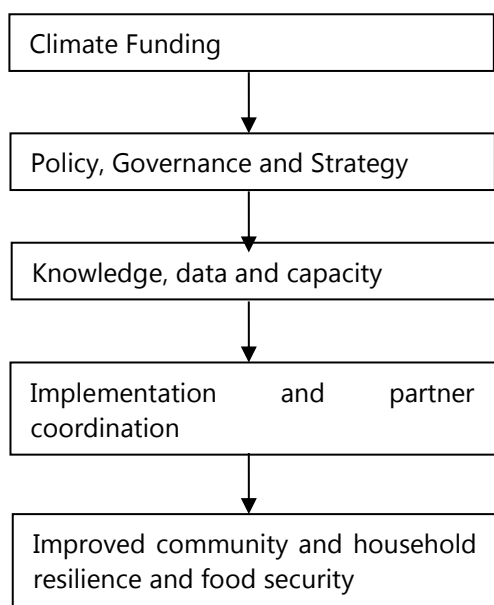 Climate Funding
Policy, Governance and Strategy
Knowledge, data and capacity
Implementation and partner
coordination
Improved community and household
resilience and food security